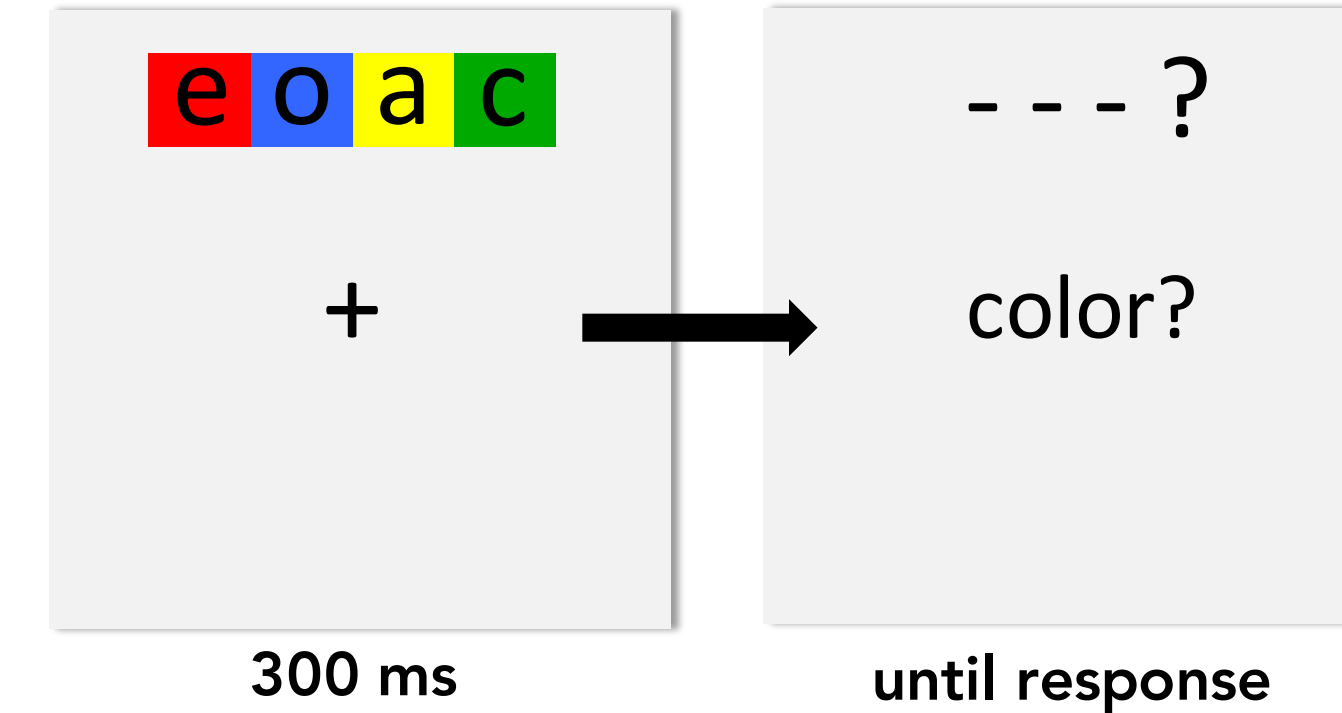 e o a c
+
300 ms
- - - ?
color?
until response